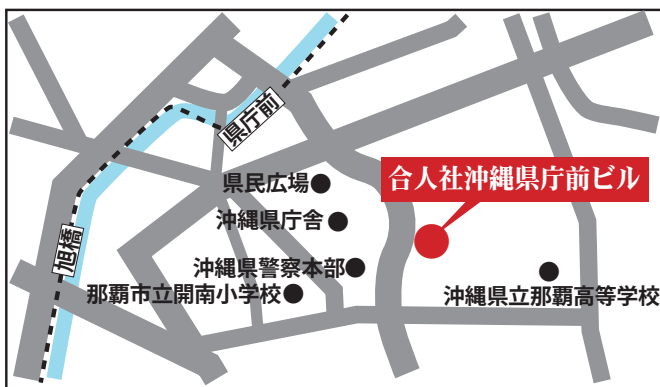 県庁前
県民広場
合人社沖縄県庁前ビル
沖縄県庁舎
旭橋
沖縄県警察本部
那覇市立開南小学校
沖縄県立那覇高等学校